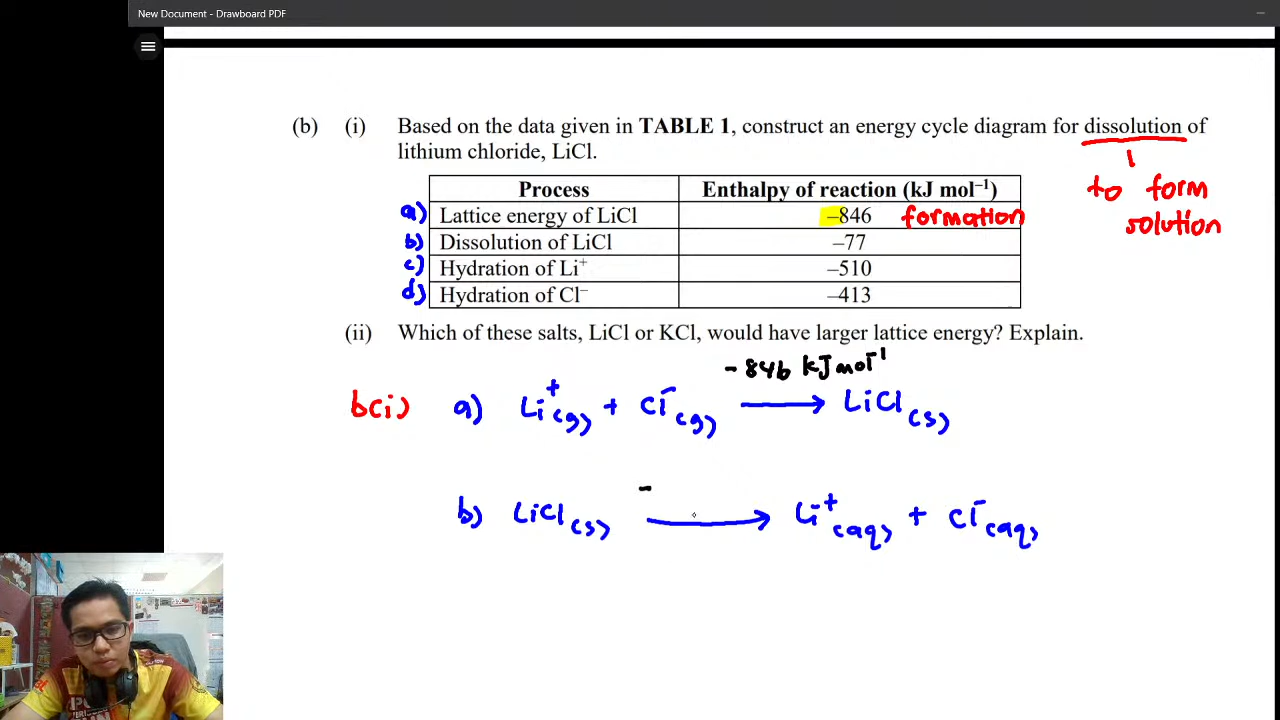 New Document - Drawboard PDF
(b) (i) Based on the data given in TABLE 1, construct an energy cycle diagram for dissolution of
lithium chloride, LiCl.
to form
solution
Process Enthalpy of reaction (kJ mol⁻¹)
a) Lattice energy of LiCl –846 formation
b) Dissolution of LiCl –77
c) Hydration of Li⁺ –510
d) Hydration of Cl⁻ –413
(ii) Which of these salts, LiCl or KCl, would have larger lattice energy? Explain.
-846 kJ mol⁻¹
b(i) a) Li⁺(g) + Cl⁻(g) → LiCl(s)
-
b) LiCl(s) → Li⁺(aq) + Cl⁻(aq)